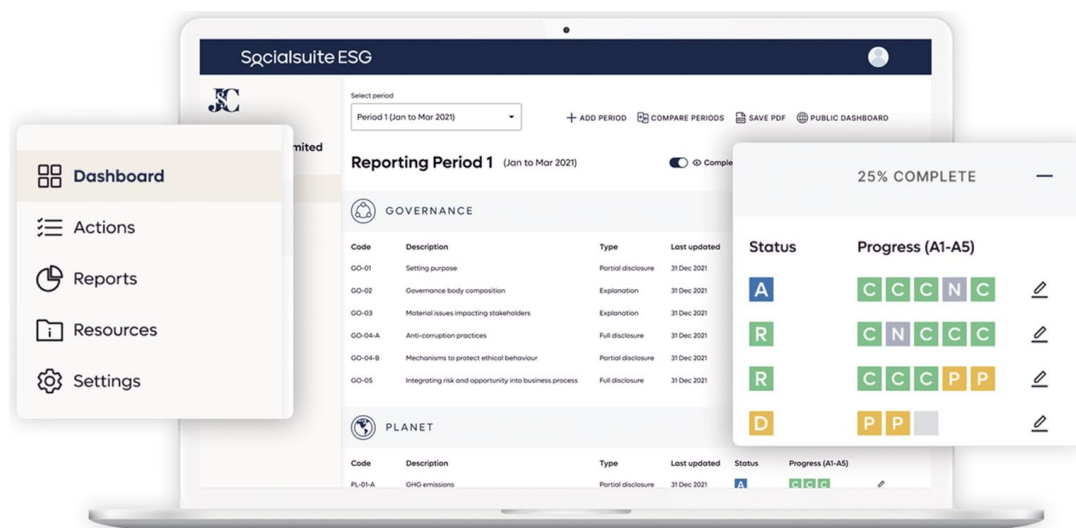 Socialsuite ESG
JSC
Select period
Period 1 (Jan to Mar 2021)
+ ADD PERIOD COMPARE PERIODS SAVE PDF PUBLIC DASHBOARD
mited
Reporting Period 1 (Jan to Mar 2021)
Comple
Dashboard
Actions
Reports
Resources
Settings
GOVERNANCE
Code Description Type Last updated
GO-01 Setting purpose Partial disclosure 31 Dec 2021
GO-02 Governance body composition Explanation 31 Dec 2021
GO-03 Material issues impacting stakeholders Explanation 31 Dec 2021
GO-04-A Anti-corruption practices Full disclosure 31 Dec 2021
GO-04-B Mechanisms to protect ethical behaviour Partial disclosure 31 Dec 2021
GO-05 Integrating risk and opportunity into business process Full disclosure 31 Dec 2021
25% COMPLETE
Status Progress (A1-A5)
A C C C N C
R C N C C C
R C C C P P
D P P
PLANET
Code Description Type Last updated Status Progress (A1-A5)
PL-01-A GHG emissions Partial disclosure 31 Dec 2021 A C C C